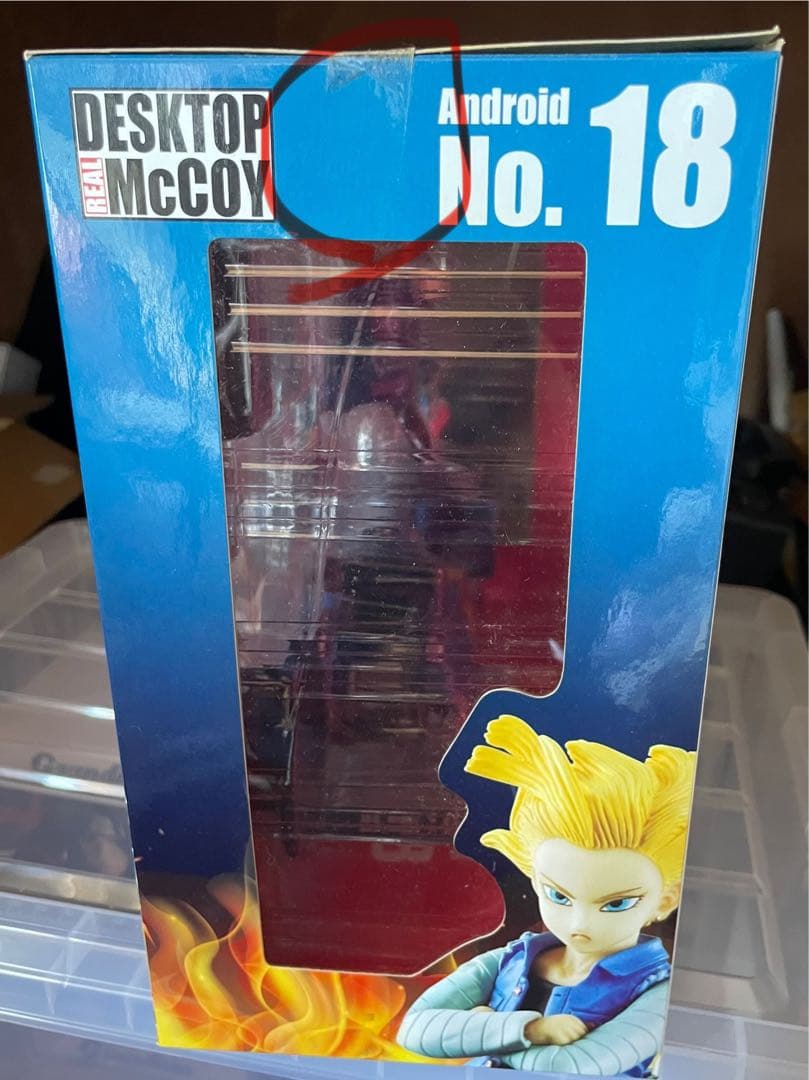 DESKTOP
REAL McCOY
Android
No. 18